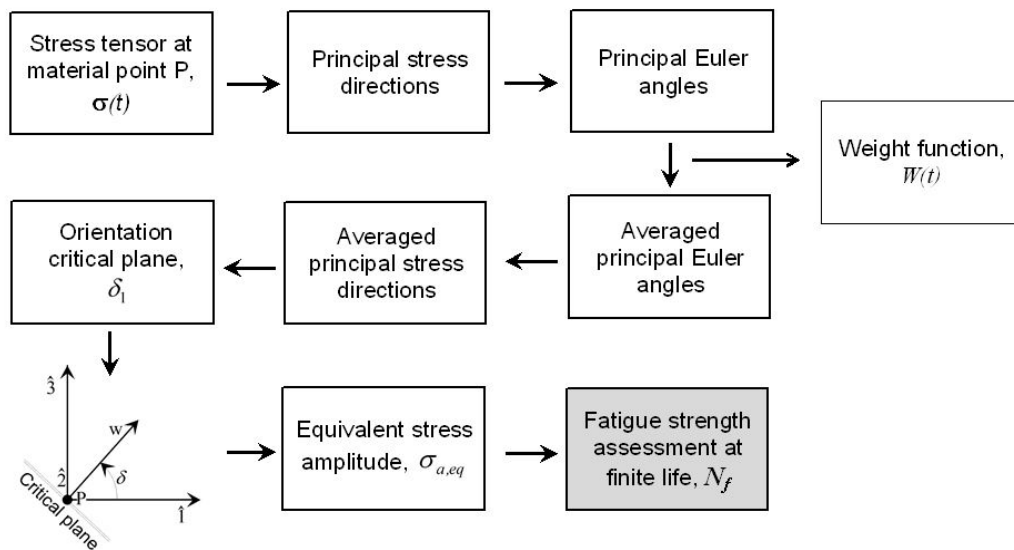 Stress tensor at
material point P,
σ(t)
Principal stress
directions
Principal Euler
angles
Weight function,
W(t)
Orientation
critical plane,
δ₁
Averaged
principal stress
directions
Averaged
principal Euler
angles
3̂
w
2̂
δ
P
1̂
Critical plane
Equivalent stress
amplitude, σₐ,ₑq
Fatigue strength
assessment at
finite life, N_f